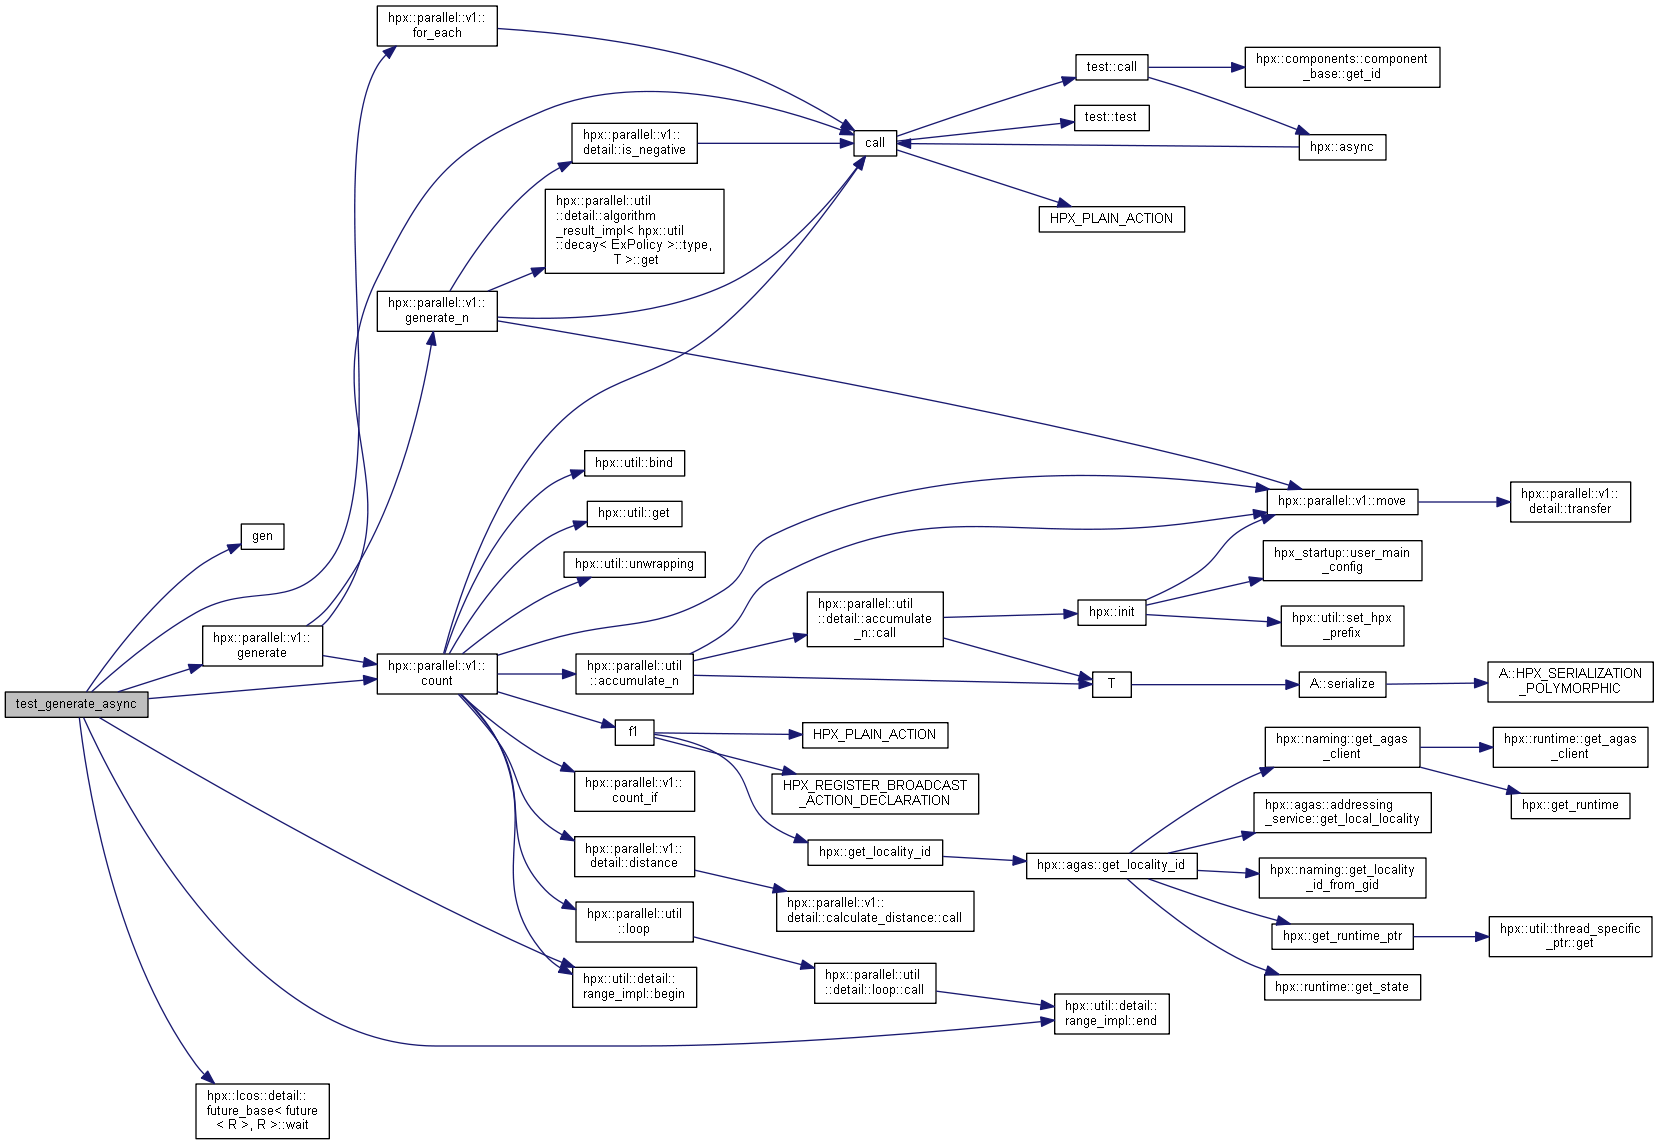 test_generate_async
gen
hpx::parallel::v1::
generate
hpx::lcos::detail::
future_base< future
< R >, R >::wait
hpx::parallel::v1::
for_each
hpx::parallel::v1::
generate_n
hpx::parallel::v1::
count
hpx::parallel::v1::
detail::is_negative
hpx::parallel::util
::detail::algorithm
_result_impl< hpx::util
::decay< ExPolicy >::type,
T >::get
hpx::util::bind
hpx::util::get
hpx::util::unwrapping
hpx::parallel::util
::accumulate_n
f1
hpx::parallel::v1::
count_if
hpx::parallel::v1::
detail::distance
hpx::parallel::util
::loop
hpx::util::detail::
range_impl::begin
call
hpx::parallel::util
::detail::accumulate
_n::call
HPX_PLAIN_ACTION
HPX_REGISTER_BROADCAST
_ACTION_DECLARATION
hpx::get_locality_id
hpx::parallel::v1::
detail::calculate_distance::call
hpx::parallel::util
::detail::loop::call
test::call
test::test
HPX_PLAIN_ACTION
hpx::init
T
hpx::agas::get_locality_id
hpx::util::detail::
range_impl::end
hpx::components::component
_base::get_id
hpx::async
hpx::parallel::v1::move
hpx_startup::user_main
_config
hpx::util::set_hpx
_prefix
A::serialize
hpx::naming::get_agas
_client
hpx::agas::addressing
_service::get_local_locality
hpx::naming::get_locality
_id_from_gid
hpx::get_runtime_ptr
hpx::runtime::get_state
hpx::parallel::v1::
detail::transfer
A::HPX_SERIALIZATION
_POLYMORPHIC
hpx::runtime::get_agas
_client
hpx::get_runtime
hpx::util::thread_specific
_ptr::get